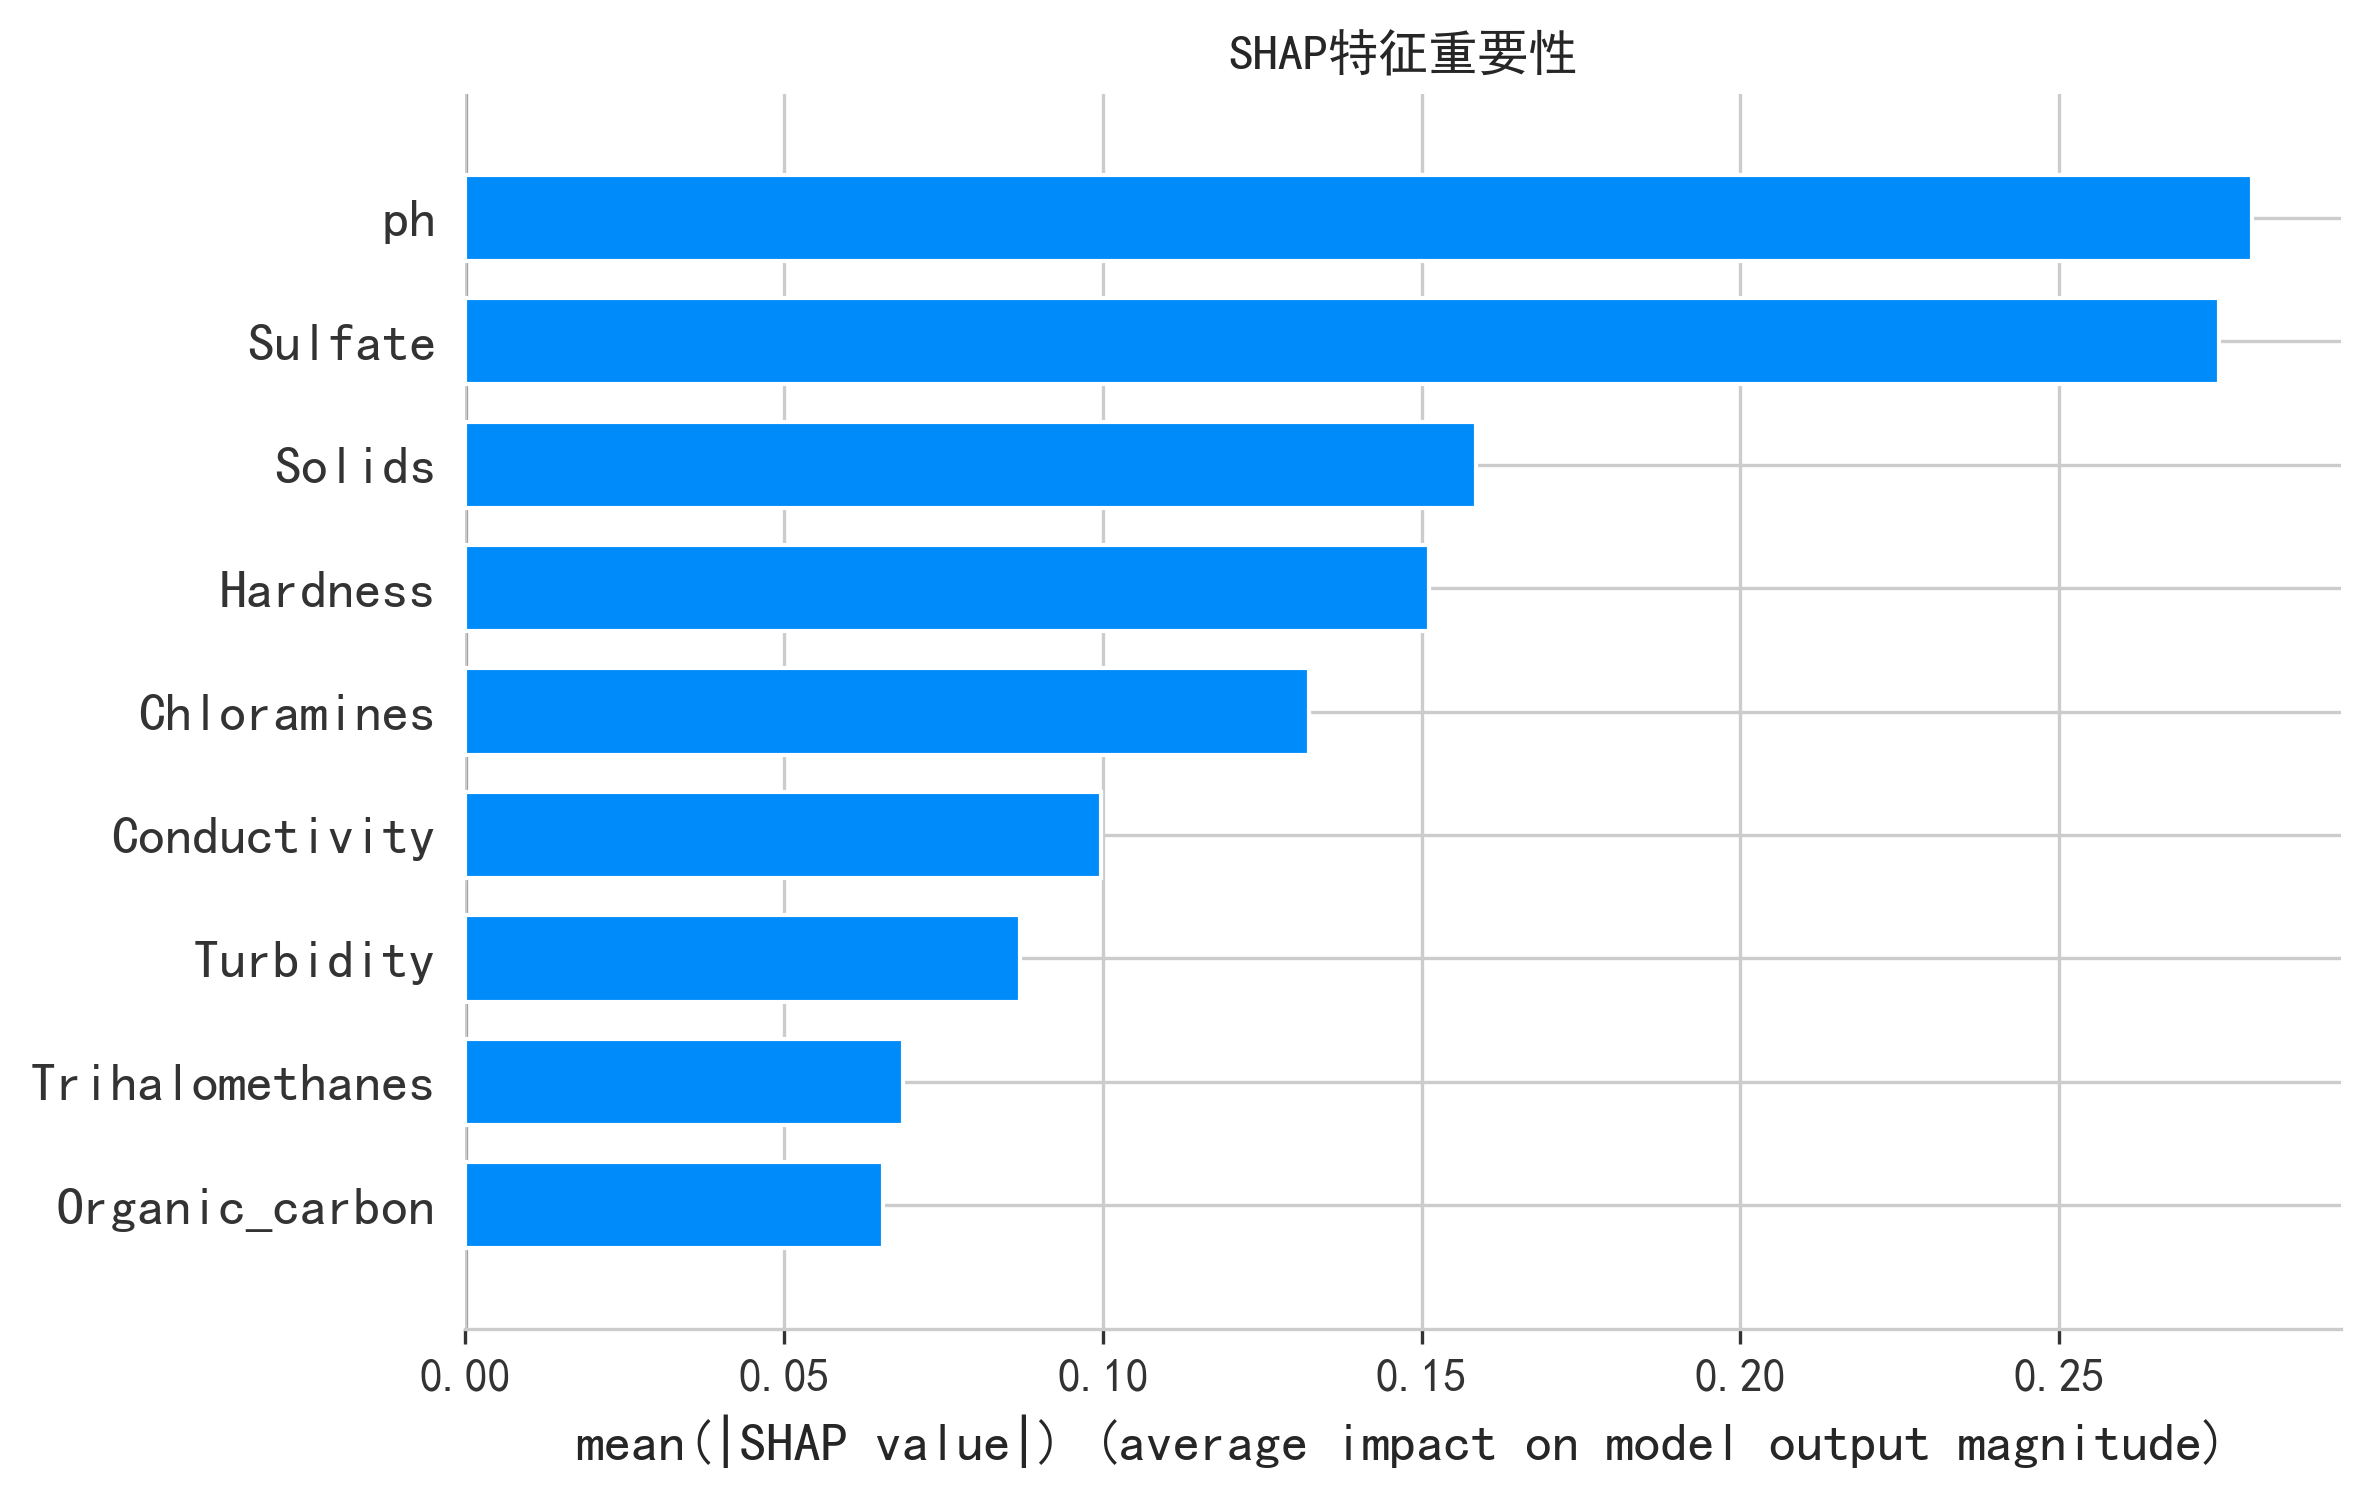 SHAP特征重要性
ph
Sulfate
Solids
Hardness
Chloramines
Conductivity
Turbidity
Trihalomethanes
Organic_carbon
0.00 0.05 0.10 0.15 0.20 0.25
mean(|SHAP value|) (average impact on model output magnitude)